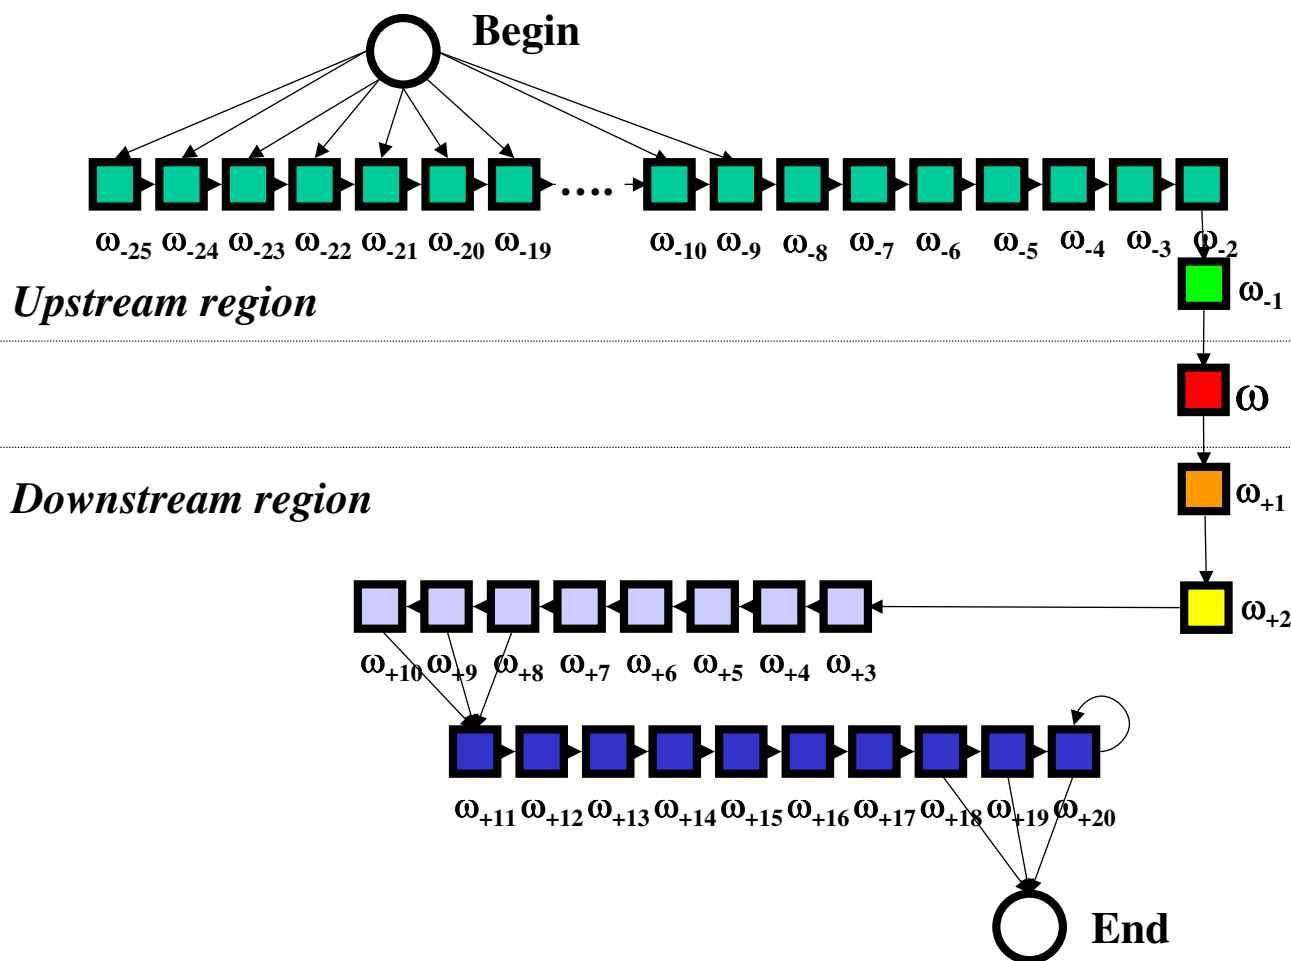 Begin
....
ω-25 ω-24 ω-23 ω-22 ω-21 ω-20 ω-19 ω-10 ω-9 ω-8 ω-7 ω-6 ω-5 ω-4 ω-3 ω-2
Upstream region
ω-1
ω
Downstream region
ω+1
ω+2
ω+10 ω+9 ω+8 ω+7 ω+6 ω+5 ω+4 ω+3
ω+11 ω+12 ω+13 ω+14 ω+15 ω+16 ω+17 ω+18 ω+19 ω+20
End